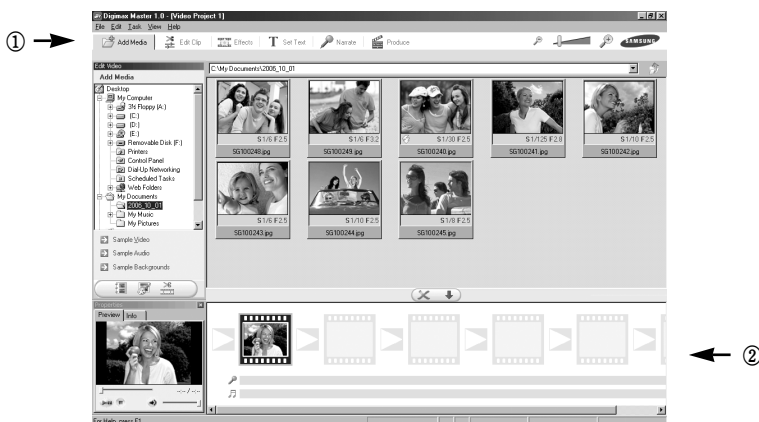 Digimax Master 1.0 - [Video Project 1]
File Edit Task View Help
① Add Media Edit Clip Effects T Set Text Narrate Produce SAMSUNG
Edit Video
Add Media
C:\My Documents\2006_10_01
Desktop
My Computer
3½ Floppy (A:)
(C:)
(D:)
(E:)
Removable Disk (F:)
Printers
Control Panel
Dial-Up Networking
Scheduled Tasks
Web Folders
My Documents
2006_10_01
My Music
My Pictures
S1/6 F2.5
SG100248.jpg
S1/6 F3.2
SG100249.jpg
S1/30 F2.5
SG100240.jpg
S1/125 F2.8
SG100241.jpg
S1/10 F2.5
SG100242.jpg
S1/6 F2.5
SG100243.jpg
S1/10 F2.5
SG100244.jpg
S1/8 F2.5
SG100245.jpg
Sample Video
Sample Audio
Sample Backgrounds
Properties
Preview Info
-:- / -:-
②
For Help, press F1